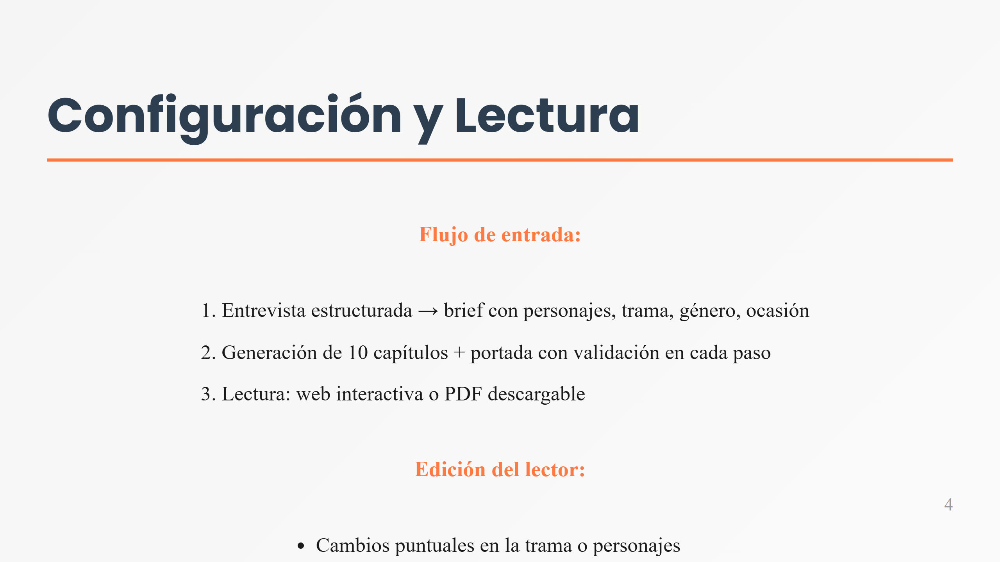 Configuración y Lectura
Flujo de entrada:
1. Entrevista estructurada → brief con personajes, trama, género, ocasión
2. Generación de 10 capítulos + portada con validación en cada paso
3. Lectura: web interactiva o PDF descargable
Edición del lector:
4
• Cambios puntuales en la trama o personajes